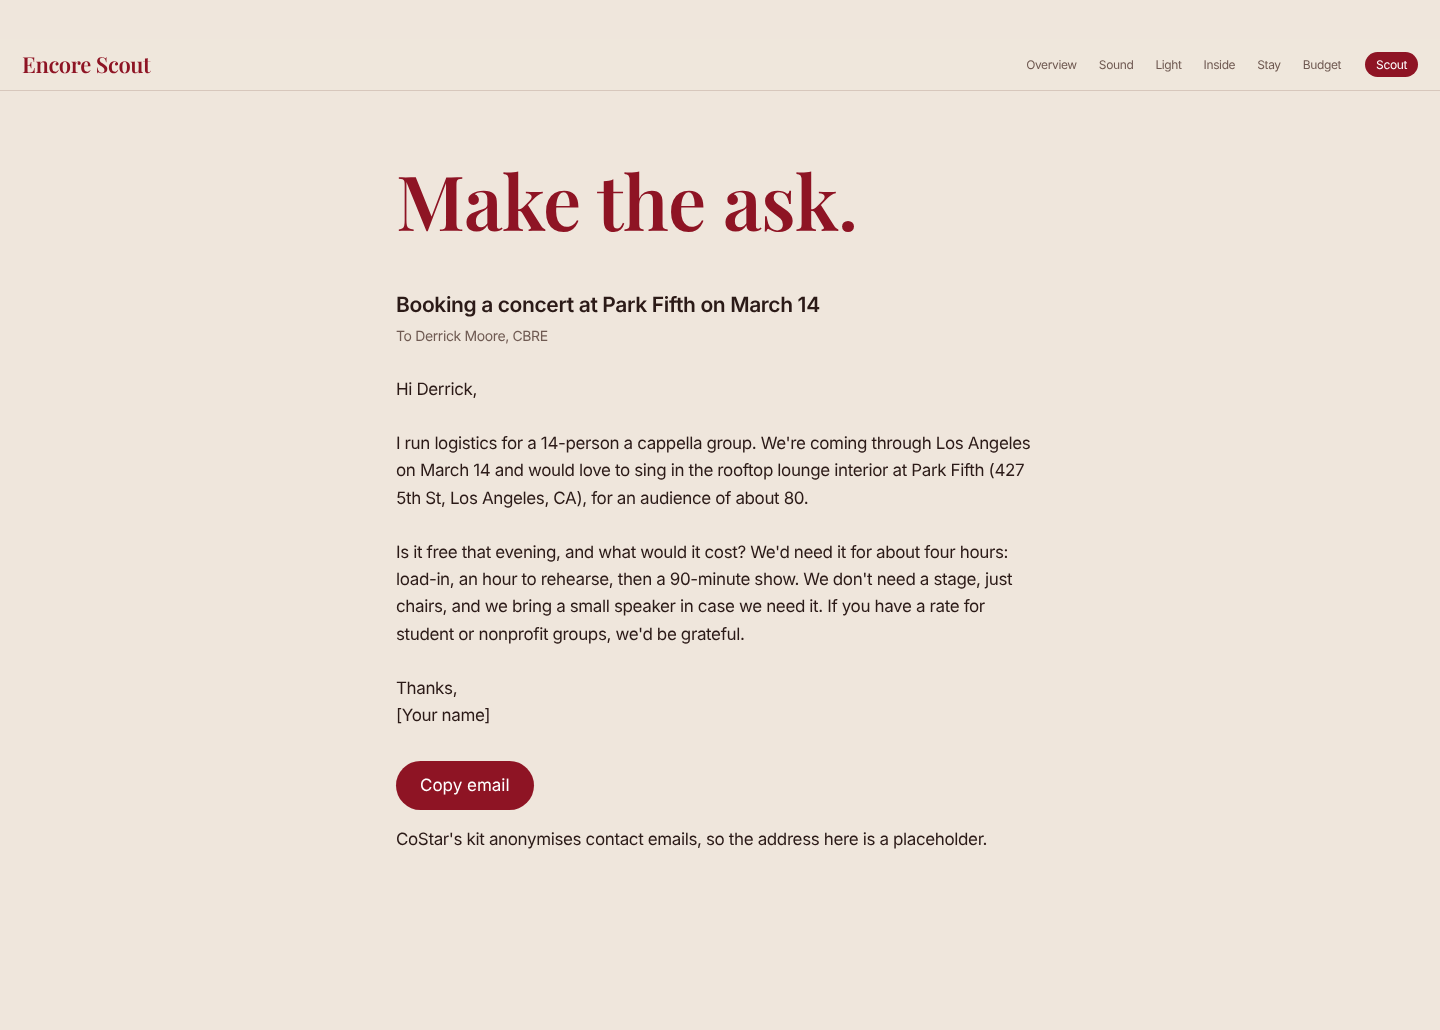 Encore Scout
Overview Sound Light Inside Stay Budget Scout
Make the ask.
Booking a concert at Park Fifth on March 14
To Derrick Moore, CBRE
Hi Derrick,
I run logistics for a 14-person a cappella group. We're coming through Los Angeles
on March 14 and would love to sing in the rooftop lounge interior at Park Fifth (427
5th St, Los Angeles, CA), for an audience of about 80.
Is it free that evening, and what would it cost? We'd need it for about four hours:
load-in, an hour to rehearse, then a 90-minute show. We don't need a stage, just
chairs, and we bring a small speaker in case we need it. If you have a rate for
student or nonprofit groups, we'd be grateful.
Thanks,
[Your name]
Copy email
CoStar's kit anonymises contact emails, so the address here is a placeholder.